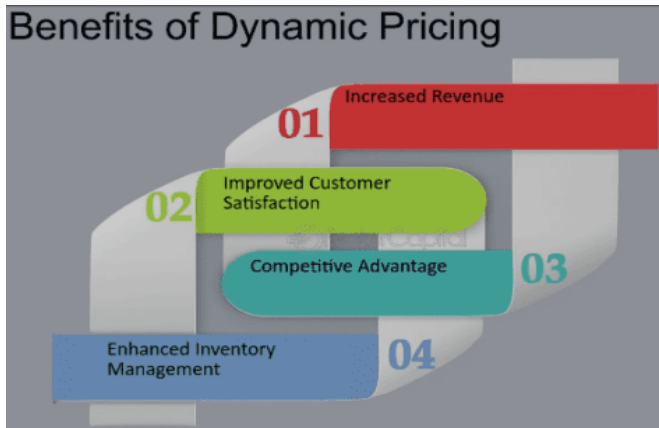 Benefits of Dynamic Pricing
01
Increased Revenue
02
Improved Customer
Satisfaction
Competitive Advantage
03
Enhanced Inventory
Management
04